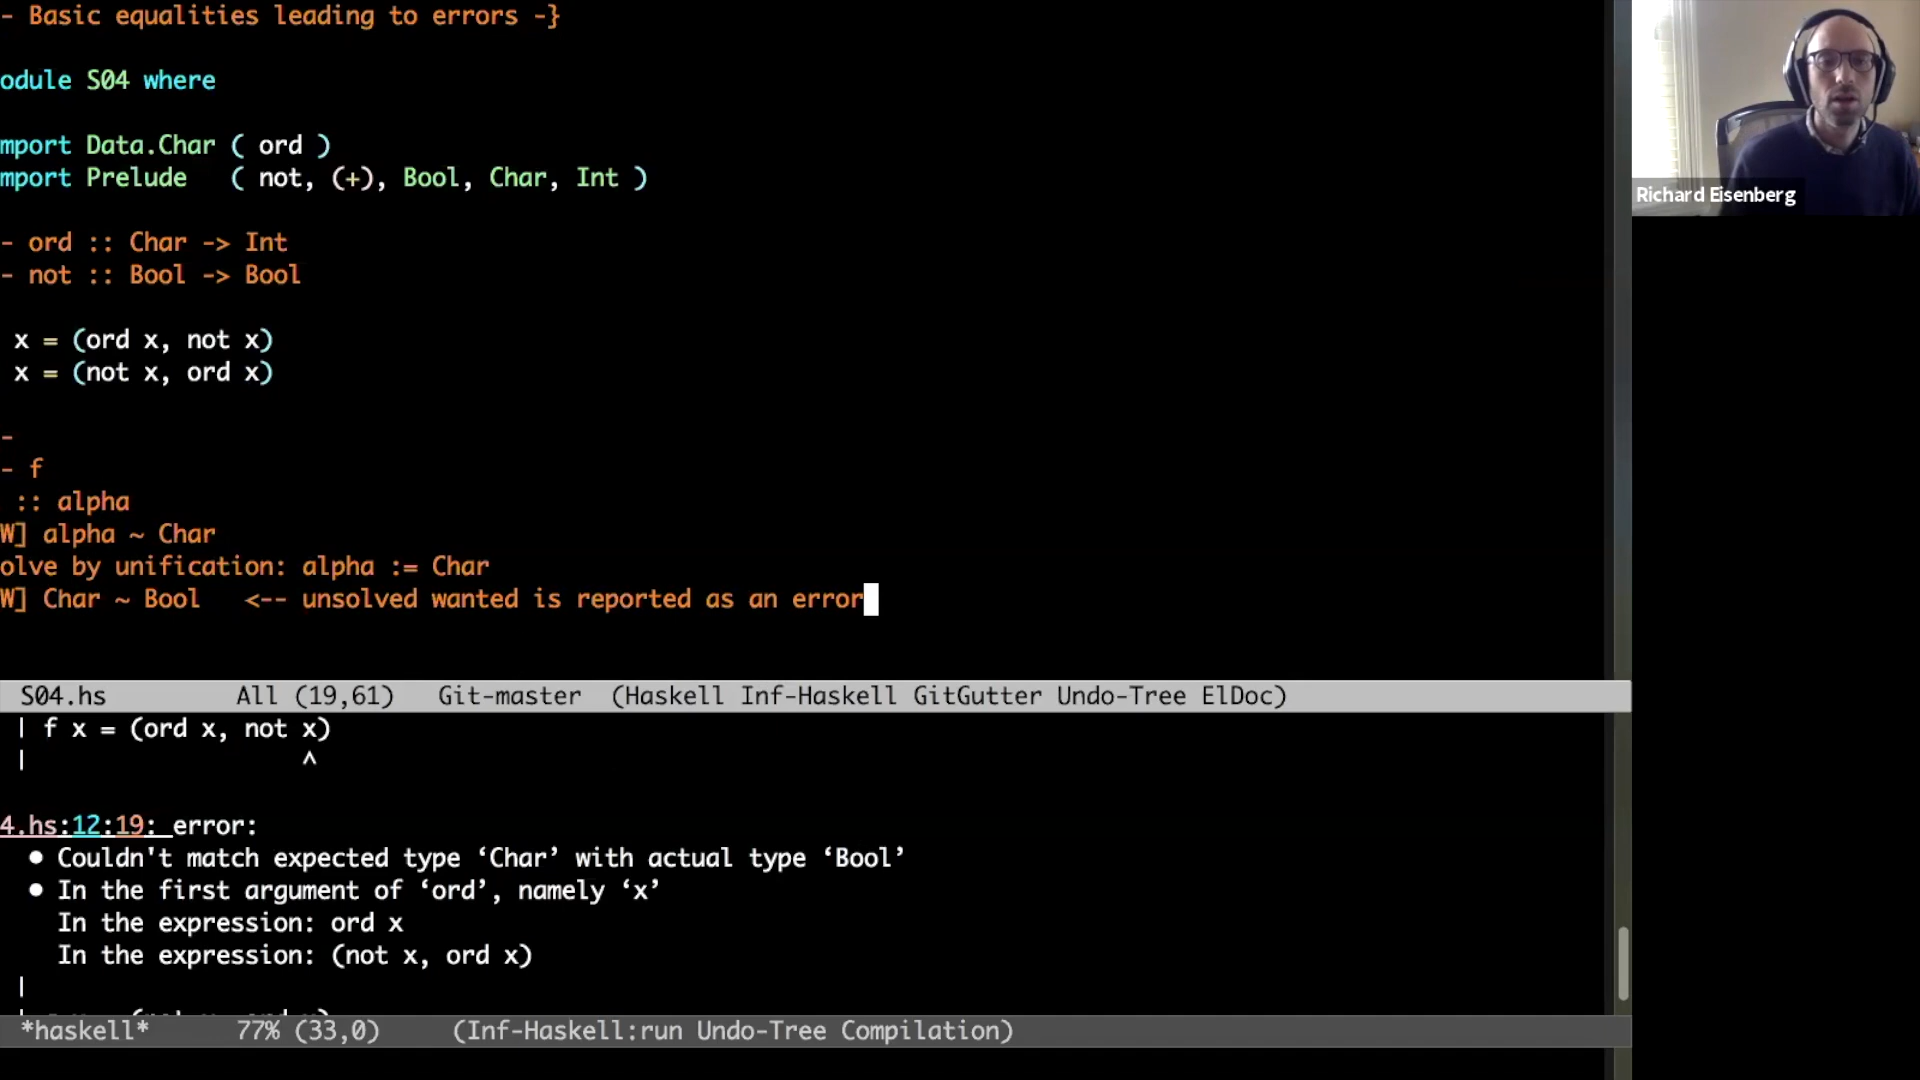 - Basic equalities leading to errors -}
odule S04 where
mport Data.Char ( ord )
mport Prelude   ( not, (+), Bool, Char, Int )
- ord :: Char -> Int
- not :: Bool -> Bool
x = (ord x, not x)
x = (not x, ord x)
-
- f
:: alpha
W] alpha ~ Char
olve by unification: alpha := Char
W] Char ~ Bool   <-- unsolved wanted is reported as an error
S04.hs         All (19,61)   Git-master  (Haskell Inf-Haskell GitGutter Undo-Tree ElDoc)
| f x = (ord x, not x)
|                   ^
4.hs:12:19: error:
• Couldn't match expected type ‘Char’ with actual type ‘Bool’
• In the first argument of ‘ord’, namely ‘x’
In the expression: ord x
In the expression: (not x, ord x)
|
*haskell*      77% (33,0)     (Inf-Haskell:run Undo-Tree Compilation)
Richard Eisenberg